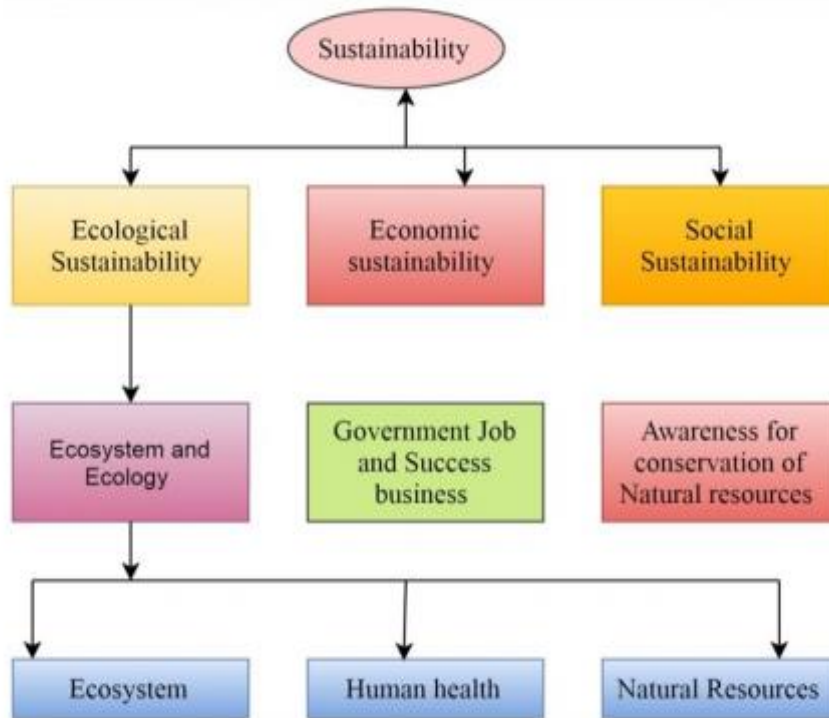 Sustainability
Ecological
Sustainability
Economic
sustainability
Social
Sustainability
Ecosystem and
Ecology
Government Job
and Success
business
Awareness for
conservation of
Natural resources
Ecosystem
Human health
Natural Resources